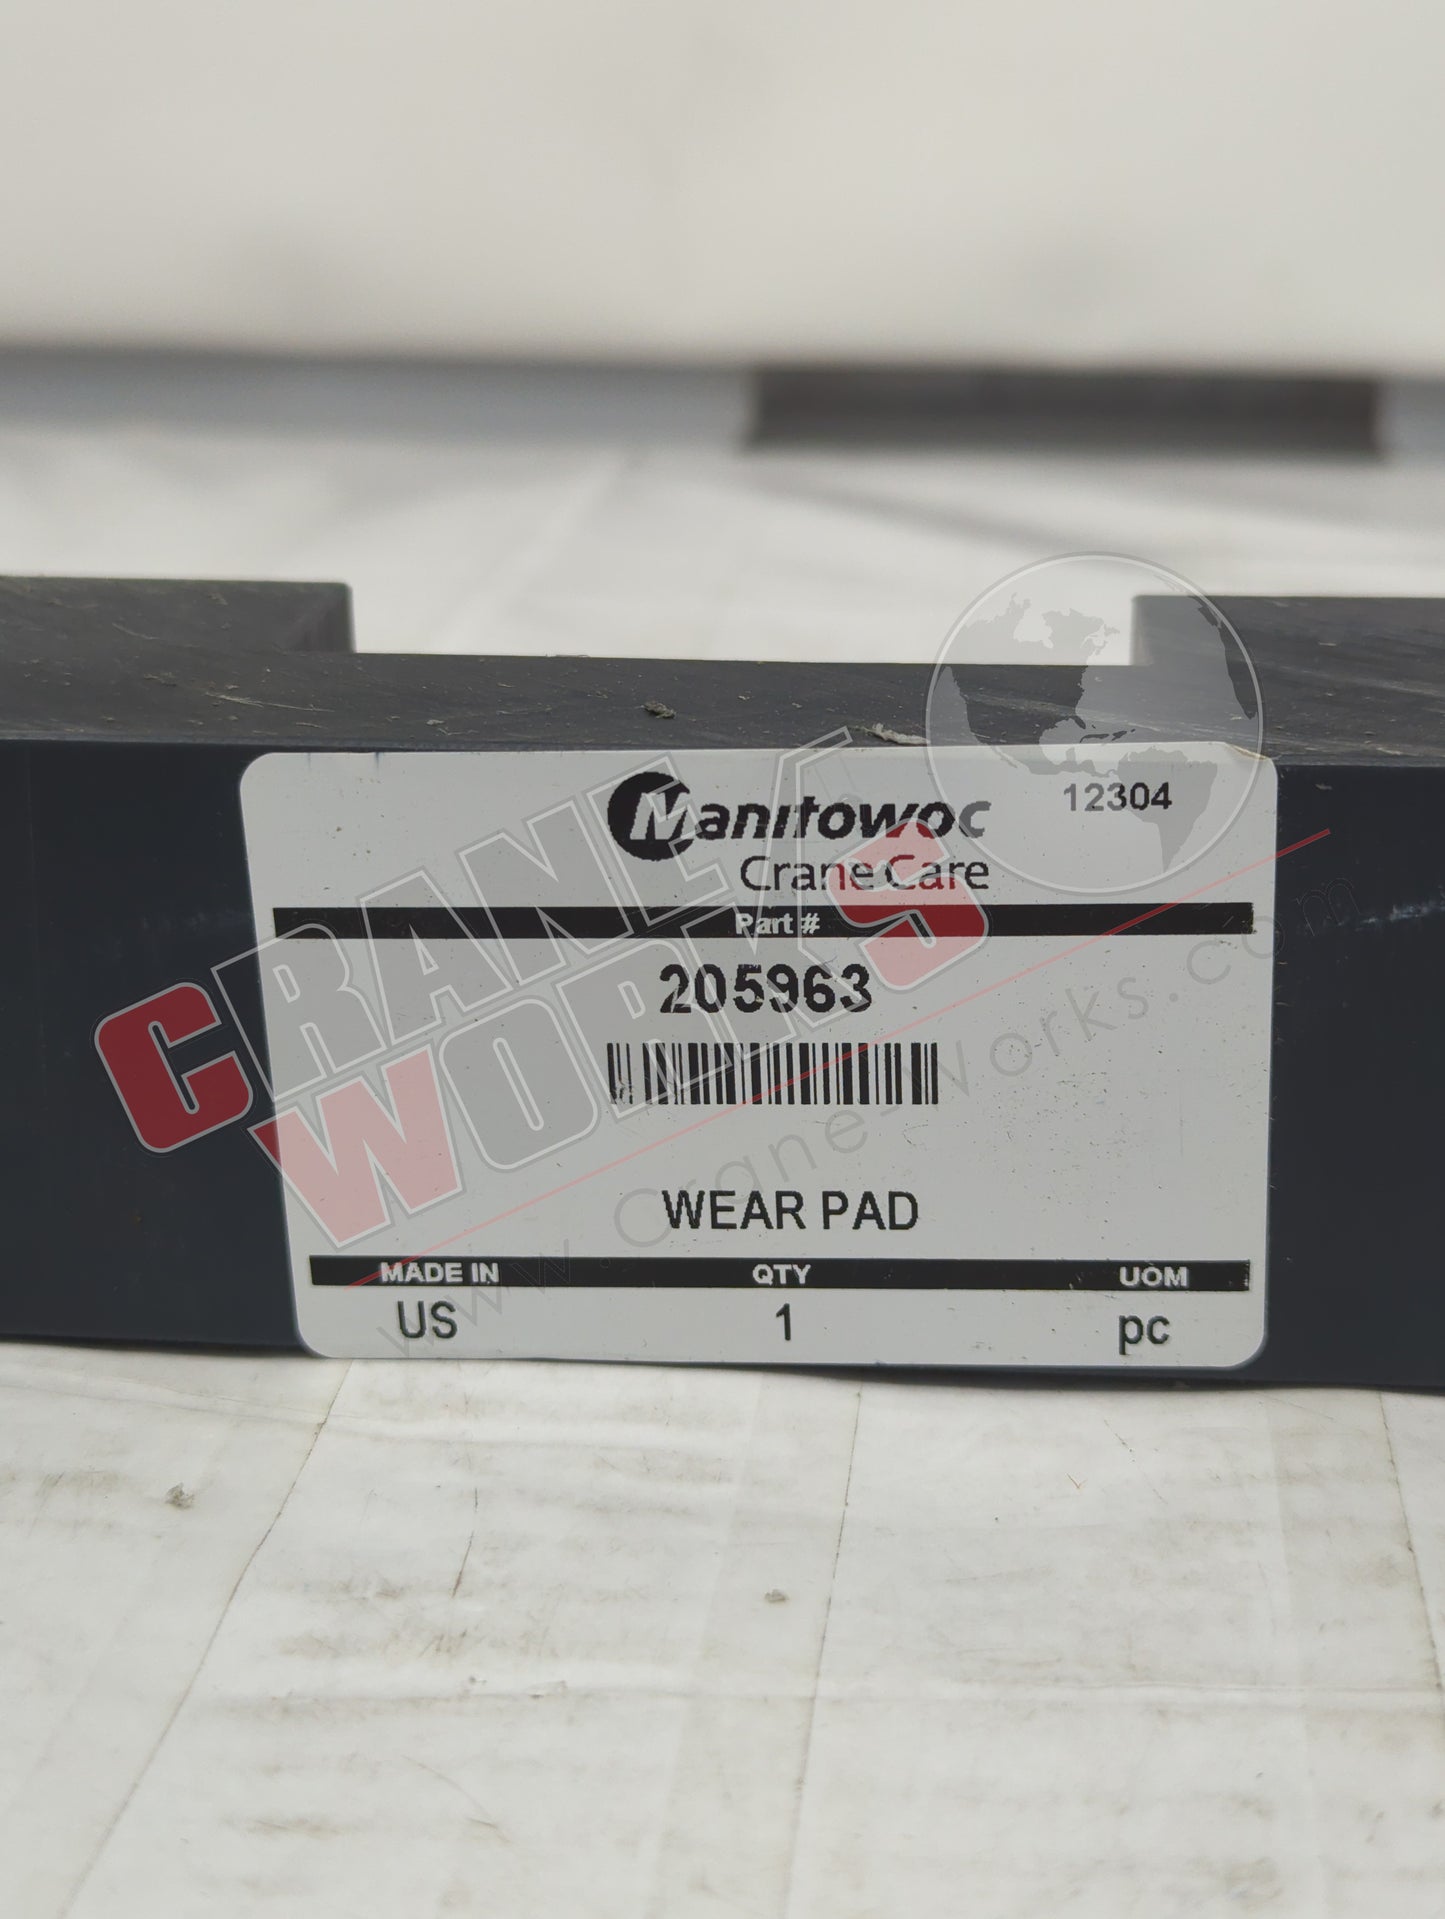 Manitowoc 12304
Crane Care
Part #
205963
WEAR PAD
MADE IN QTY UOM
US 1 pc
CRANE WORKS
www.CraneWorks.com